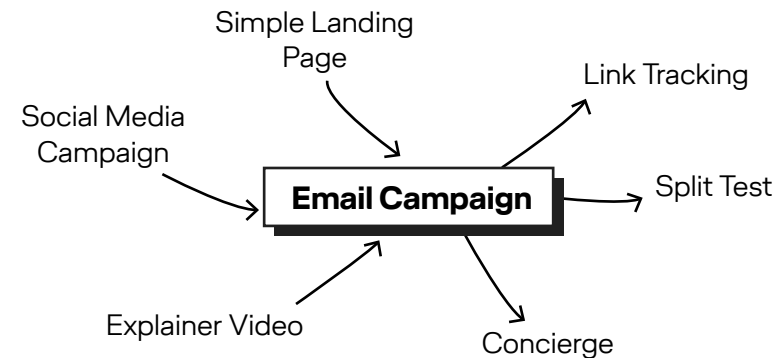 Simple Landing
Page
Link Tracking
Social Media
Campaign
Email Campaign
Split Test
Explainer Video
Concierge